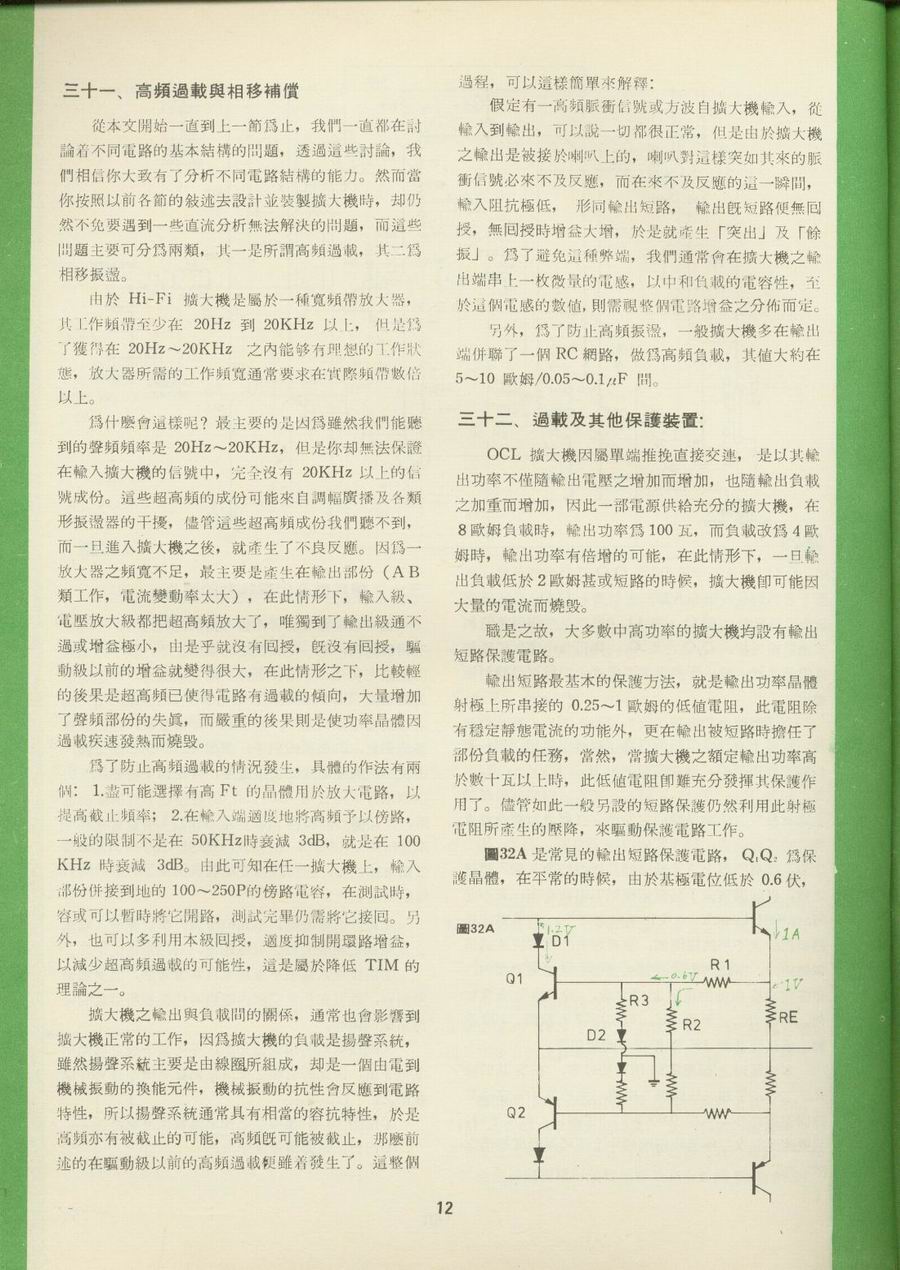 三十一、高頻過載與相移補償
從本文開始一直到上一節爲止，我們一直都在討
論着不同電路的基本結構的問題，透過這些討論，我
們相信你大致有了分析不同電路結構的能力。然而當
你按照以前各節的敍述去設計並裝製擴大機時，却仍
然不免要遇到一些直流分析無法解決的問題，而這些
問題主要可分爲兩類，其一是所謂高頻過載，其二爲
相移振盪。
由於 Hi-Fi 擴大機是屬於一種寬頻帶放大器，
其工作頻帶至少在 20Hz 到 20KHz 以上，但是爲
了獲得在 20Hz～20KHz 之內能够有理想的工作狀
態，放大器所需的工作頻寬通常要求在實際頻帶數倍
以上。
爲什麽會這樣呢？最主要的是因爲雖然我們能聽
到的聲頻頻率是 20Hz～20KHz，但是你却無法保證
在輸入擴大機的信號中，完全沒有 20KHz 以上的信
號成份。這些超高頻的成份可能來自調幅廣播及各類
形振盪器的干擾，儘管這些超高頻成份我們聽不到，
而一旦進入擴大機之後，就產生了不良反應。因爲一
放大器之頻寬不足，最主要是產生在輸出部份（AB
類工作，電流變動率太大），在此情形下，輸入級、
電壓放大級都把超高頻放大了，唯獨到了輸出級通不
過或增益極小，由是乎就沒有回授，旣沒有回授，驅
動級以前的增益就變得很大，在此情形之下，比較輕
的後果是超高頻已使得電路有過載的傾向，大量增加
了聲頻部份的失眞，而嚴重的後果則是使功率晶體因
過載疾速發熱而燒毁。
爲了防止高頻過載的情況發生，具體的作法有兩
個：1.盡可能選擇有高 Ft 的晶體用於放大電路，以
提高截止頻率；2.在輸入端適度地將高頻予以傍路，
一般的限制不是在 50KHz時衰減 3dB，就是在 100
KHz 時衰減 3dB。由此可知在任一擴大機上，輸入
部份併接到地的 100～250P的傍路電容，在測試時，
容或可以暫時將它開路，測試完畢仍需將它接回。另
外，也可以多利用本級回授，適度抑制開環路增益，
以減少超高頻過載的可能性，這是屬於降低 TIM 的
理論之一。
擴大機之輸出與負載間的關係，通常也會影響到
擴大機正常的工作，因爲擴大機的負載是揚聲系統，
雖然揚聲系統主要是由線圈所組成，却是一個由電到
機械振動的換能元件，機械振動的抗性會反應到電路
特性，所以揚聲系統通常具有相當的容抗特性，於是
高頻亦有被截止的可能，高頻旣可能被截止，那麽前
述的在驅動級以前的高頻過載便雖着發生了。這整個
過程，可以這樣簡單來解釋：
假定有一高頻脈衝信號或方波自擴大機輸入，從
輸入到輸出，可以說一切都很正常，但是由於擴大機
之輸出是被接於喇叭上的，喇叭對這樣突如其來的脈
衝信號必來不及反應，而在來不及反應的這一瞬間，
輸入阻抗極低， 形同輸出短路， 輸出旣短路便無回
授，無回授時增益大增，於是就產生「突出」及「餘
振」。爲了避免這種弊端，我們通常會在擴大機之輸
出端串上一枚微量的電感，以中和負載的電容性，至
於這個電感的數値，則需視整個電路增益之分佈而定。
另外，爲了防止高頻振盪，一般擴大機多在輸出
端併聯了一個 RC 網路，做爲高頻負載，其値大約在
5～10 歐姆/0.05～0.1μF 間。
三十二、過載及其他保護裝置：
OCL 擴大機因屬單端推挽直接交連，是以其輸
出功率不僅隨輸出電壓之增加而增加，也隨輸出負載
之加重而增加，因此一部電源供給充分的擴大機，在
8歐姆負載時，輸出功率爲100瓦，而負載改爲4歐
姆時，輸出功率有倍增的可能，在此情形下，一旦輸
出負載低於2歐姆甚或短路的時候，擴大機卽可能因
大量的電流而燒毁。
職是之故，大多數中高功率的擴大機均設有輸出
短路保護電路。
輸出短路最基本的保護方法，就是輸出功率晶體
射極上所串接的 0.25～1 歐姆的低値電阻，此電阻除
有穩定靜態電流的功能外，更在輸出被短路時擔任了
部份負載的任務，當然，當擴大機之額定輸出功率高
於數十瓦以上時，此低値電阻卽難充分發揮其保護作
用了。儘管如此一般另設的短路保護仍然利用此射極
電阻所產生的壓降，來驅動保護電路工作。
圖32A 是常見的輸出短路保護電路，Q₁Q₂ 爲保
護晶體，在平常的時候，由於基極電位低於 0.6 伏，
圖32A
1.2V
D1
1A
Q1
0.6V
R1
1V
R3
R2
RE
D2
Q2
12